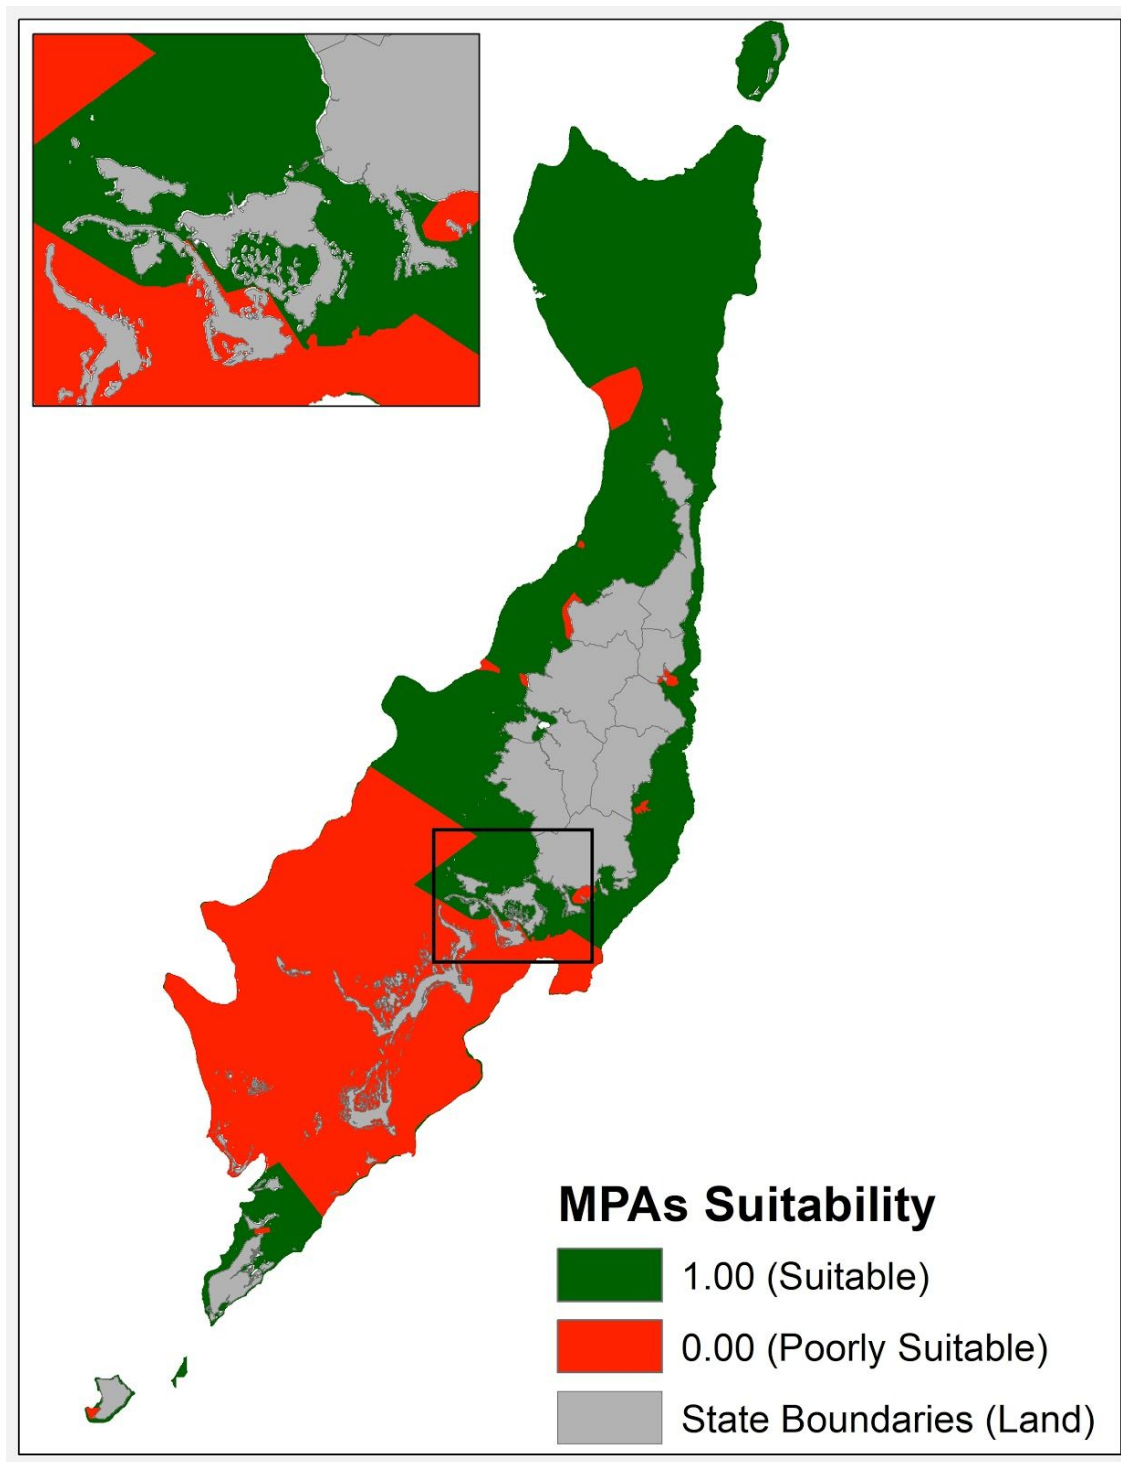 MPAs Suitability
1.00 (Suitable)
0.00 (Poorly Suitable)
State Boundaries (Land)